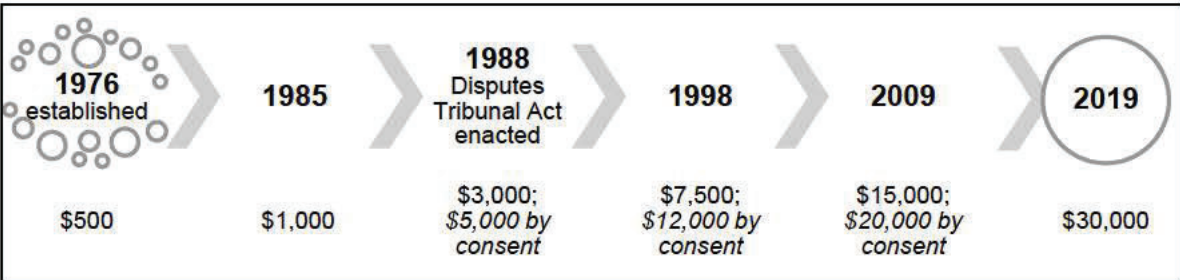 1976
established
1985
1988
Disputes
Tribunal Act
enacted
1998
2009
2019
$500
$1,000
$3,000;
$5,000 by
consent
$7,500;
$12,000 by
consent
$15,000;
$20,000 by
consent
$30,000